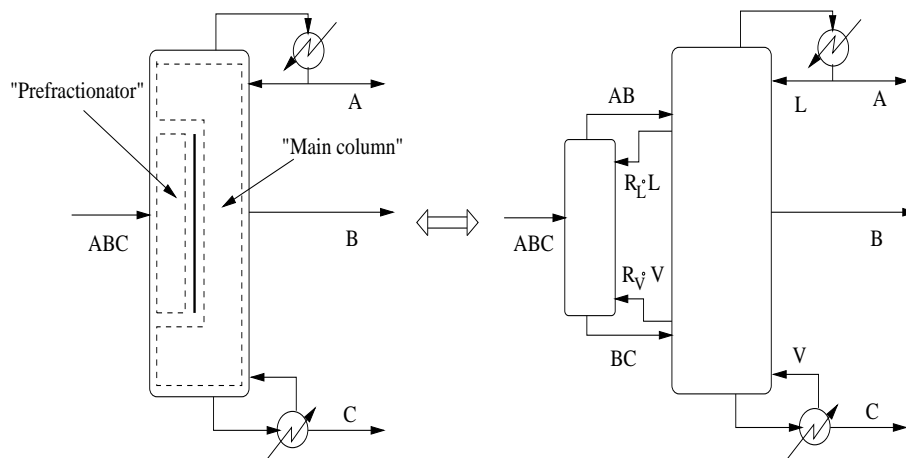 A
"Prefractionator"
"Main column"
ABC
B
C
AB
L
A
R_L·L
ABC
B
R_V·V
BC
V
C